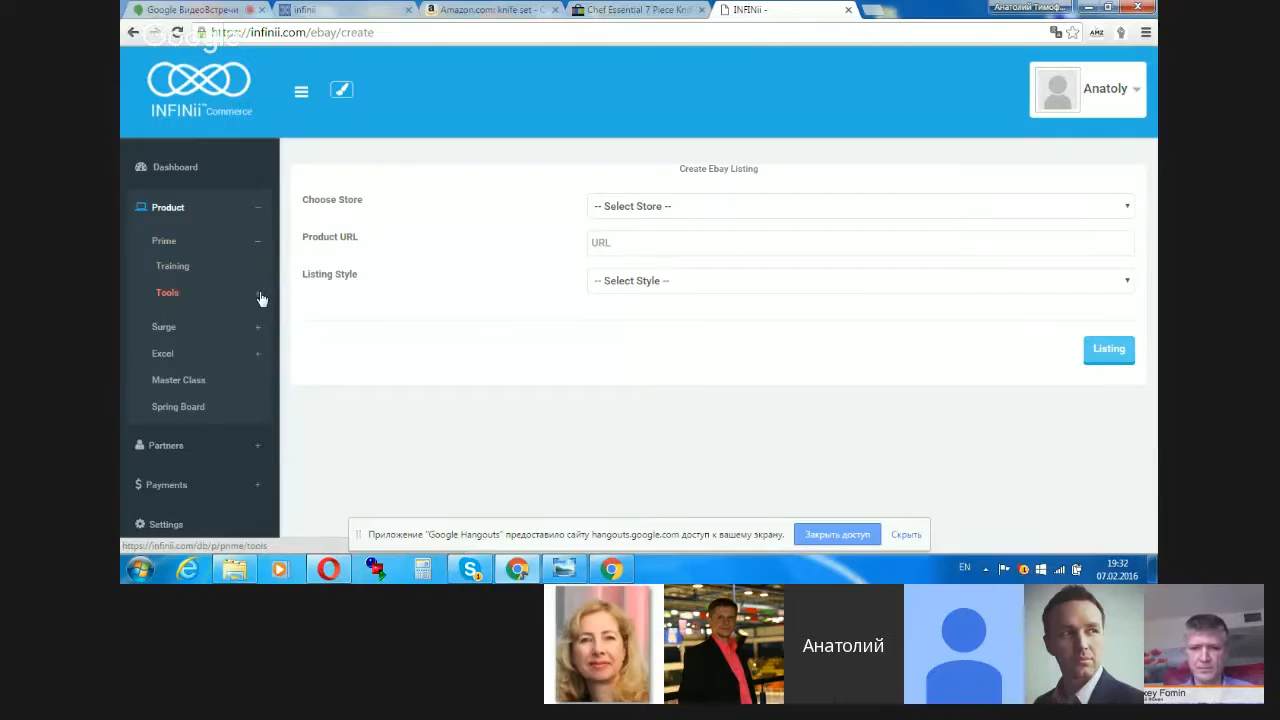 Google ВидеоВстречи
infinii
Amazon.com: knife set - C
Chef Essential 7 Piece Knif
INFINii -
Анатолий Тимоф...
https://infinii.com/ebay/create
Google
INFINii™ Commerce
Anatoly
Dashboard
Create Ebay Listing
Choose Store
-- Select Store --
Product
Product URL
URL
Prime
Training
Listing Style
-- Select Style --
Tools
Surge
Listing
Excel
Master Class
Spring Board
Partners
Payments
Settings
Приложение "Google Hangouts" предоставило сайту hangouts.google.com доступ к вашему экрану.
Закрыть доступ
Скрыть
https://infinii.com/db/p/prime/tools
EN
19:32
07.02.2016
Анатолий
xey Fomin